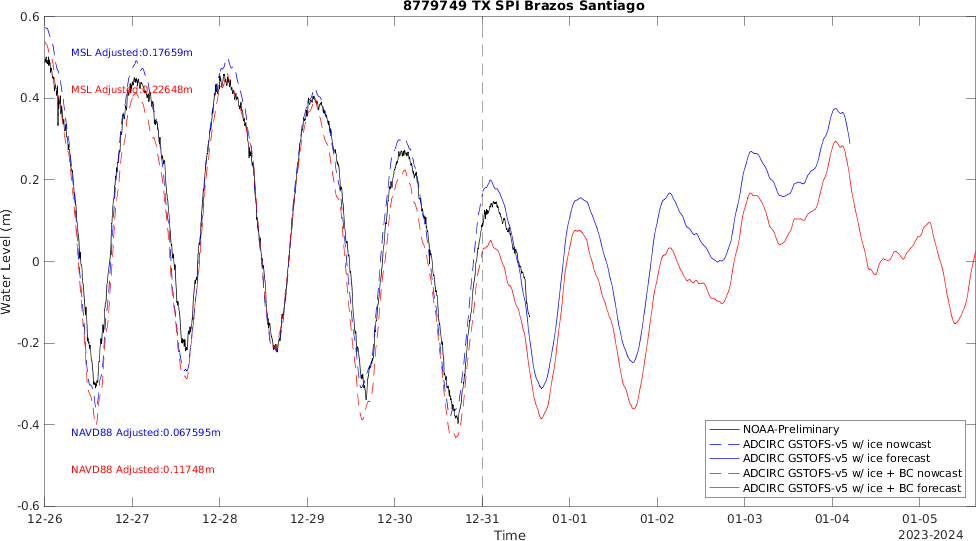 8779749 TX SPI Brazos Santiago
0.6
0.4
0.2
0
-0.2
-0.4
-0.6
Water Level (m)
MSL Adjusted:0.17659m
MSL Adjusted:0.22648m
NAVD88 Adjusted:0.067595m
NAVD88 Adjusted:0.11748m
NOAA-Preliminary
ADCIRC GSTOFS-v5 w/ ice nowcast
ADCIRC GSTOFS-v5 w/ ice forecast
ADCIRC GSTOFS-v5 w/ ice + BC nowcast
ADCIRC GSTOFS-v5 w/ ice + BC forecast
12-26 12-27 12-28 12-29 12-30 12-31 01-01 01-02 01-03 01-04 01-05
Time
2023-2024